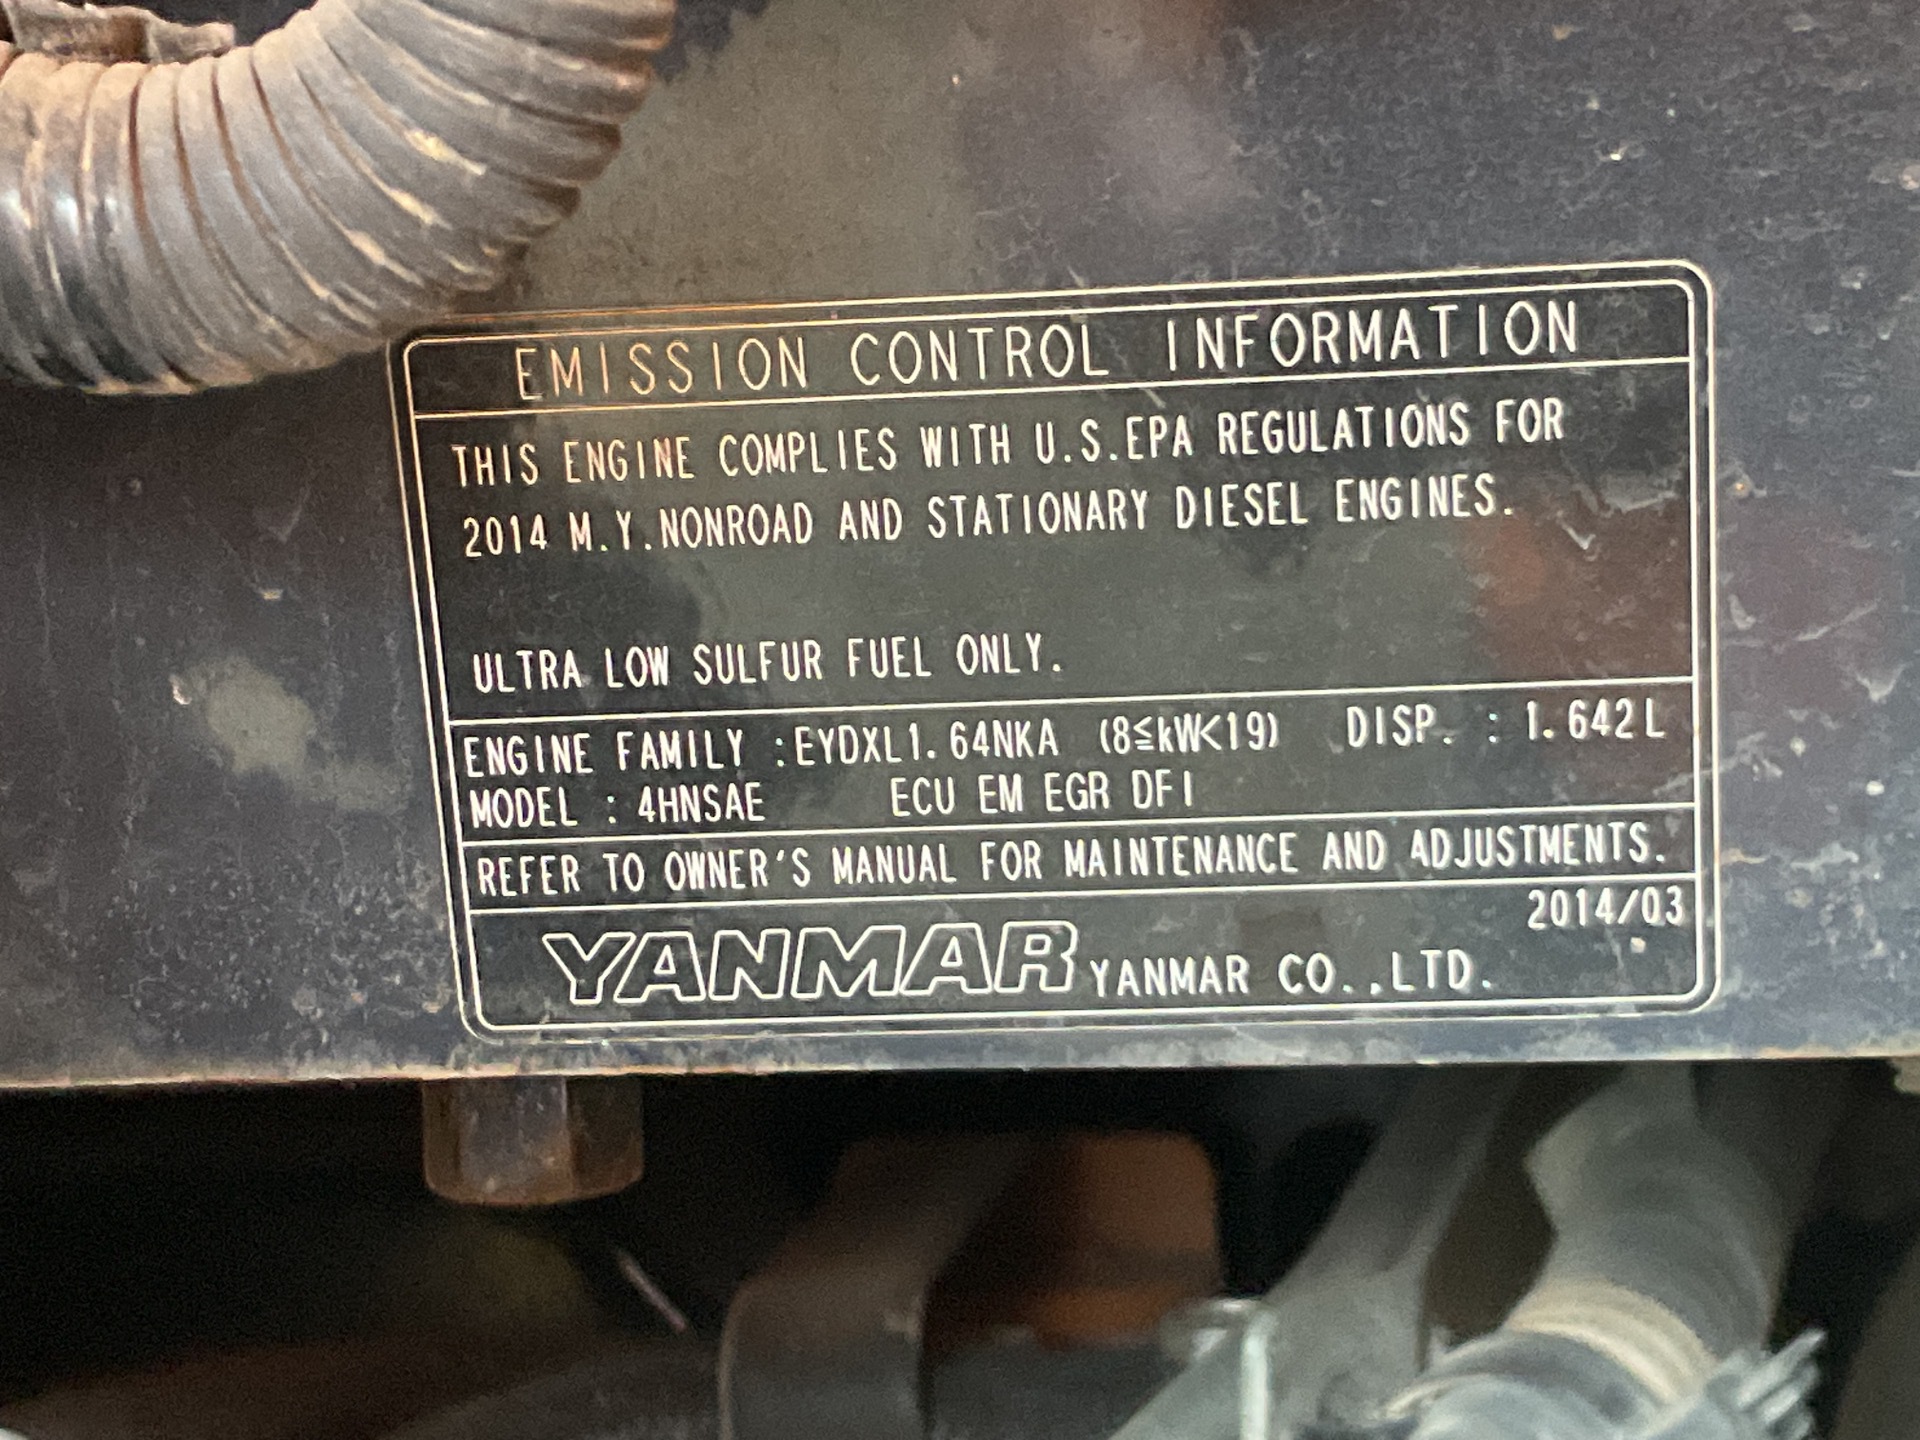 EMISSION CONTROL INFORMATION
THIS ENGINE COMPLIES WITH U.S.EPA REGULATIONS FOR
2014 M.Y.NONROAD AND STATIONARY DIESEL ENGINES.
ULTRA LOW SULFUR FUEL ONLY.
ENGINE FAMILY :EYDXL1.64NKA (8≦kW<19) DISP. : 1.642L
MODEL : 4HNSAE ECU EM EGR DFI
REFER TO OWNER'S MANUAL FOR MAINTENANCE AND ADJUSTMENTS.
2014/03
YANMAR YANMAR CO.,LTD.